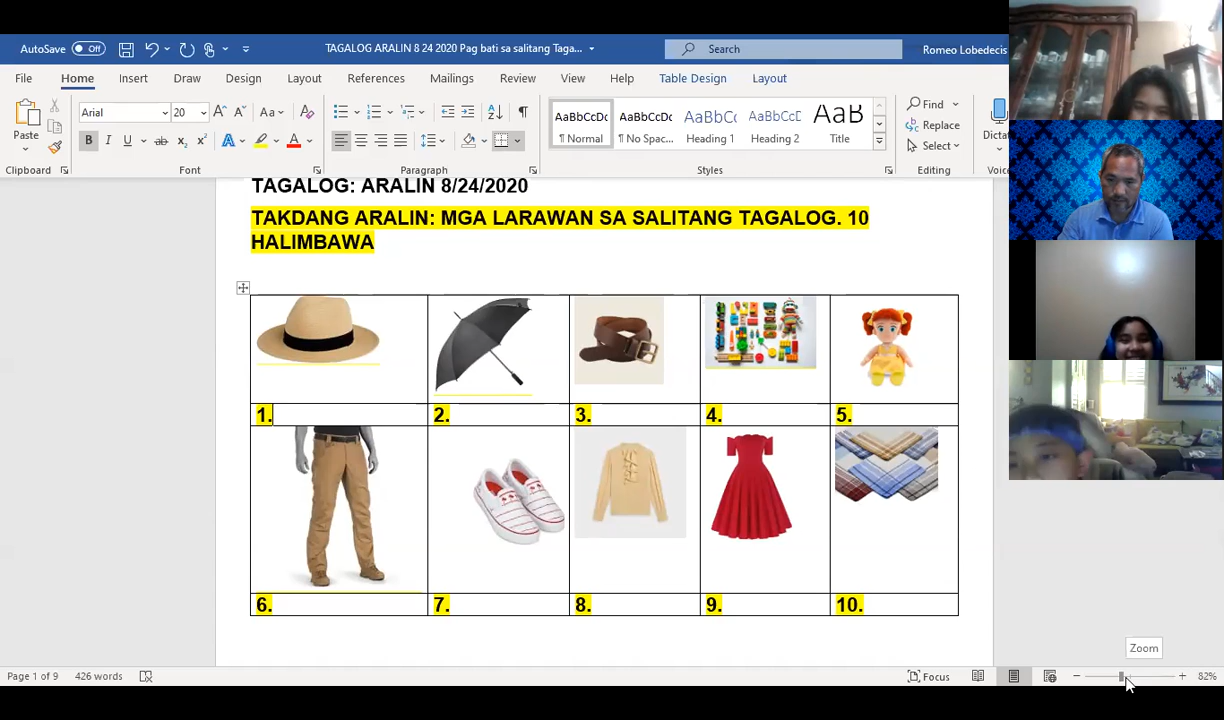 AutoSave Off TAGALOG ARALIN 8 24 2020 Pag bati sa salitang Taga... Search Romeo Lobedecis
File Home Insert Draw Design Layout References Mailings Review View Help Table Design Layout
Paste
Clipboard
Arial 20
Font
Paragraph
AaBbCcDc AaBbCcDc AaBbCc AaBbCcD AaB
¶ Normal ¶ No Spac... Heading 1 Heading 2 Title
Styles
Find
Replace
Select
Editing
Dictat
Voice
TAGALOG: ARALIN 8/24/2020
TAKDANG ARALIN: MGA LARAWAN SA SALITANG TAGALOG. 10
HALIMBAWA
1. 2. 3. 4. 5.
6. 7. 8. 9. 10.
Zoom
Page 1 of 9 426 words Focus 82%